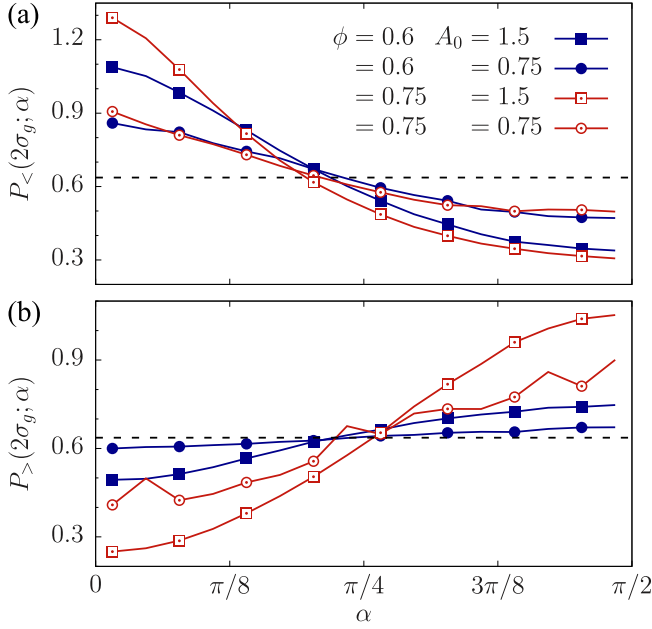 (a)
1.2
0.9
0.6
0.3
P<(2σg; α)
ϕ = 0.6 A0 = 1.5
= 0.6 = 0.75
= 0.75 = 1.5
= 0.75 = 0.75
(b)
0.9
0.6
0.3
P>(2σg; α)
0 π/8 π/4 3π/8 π/2
α